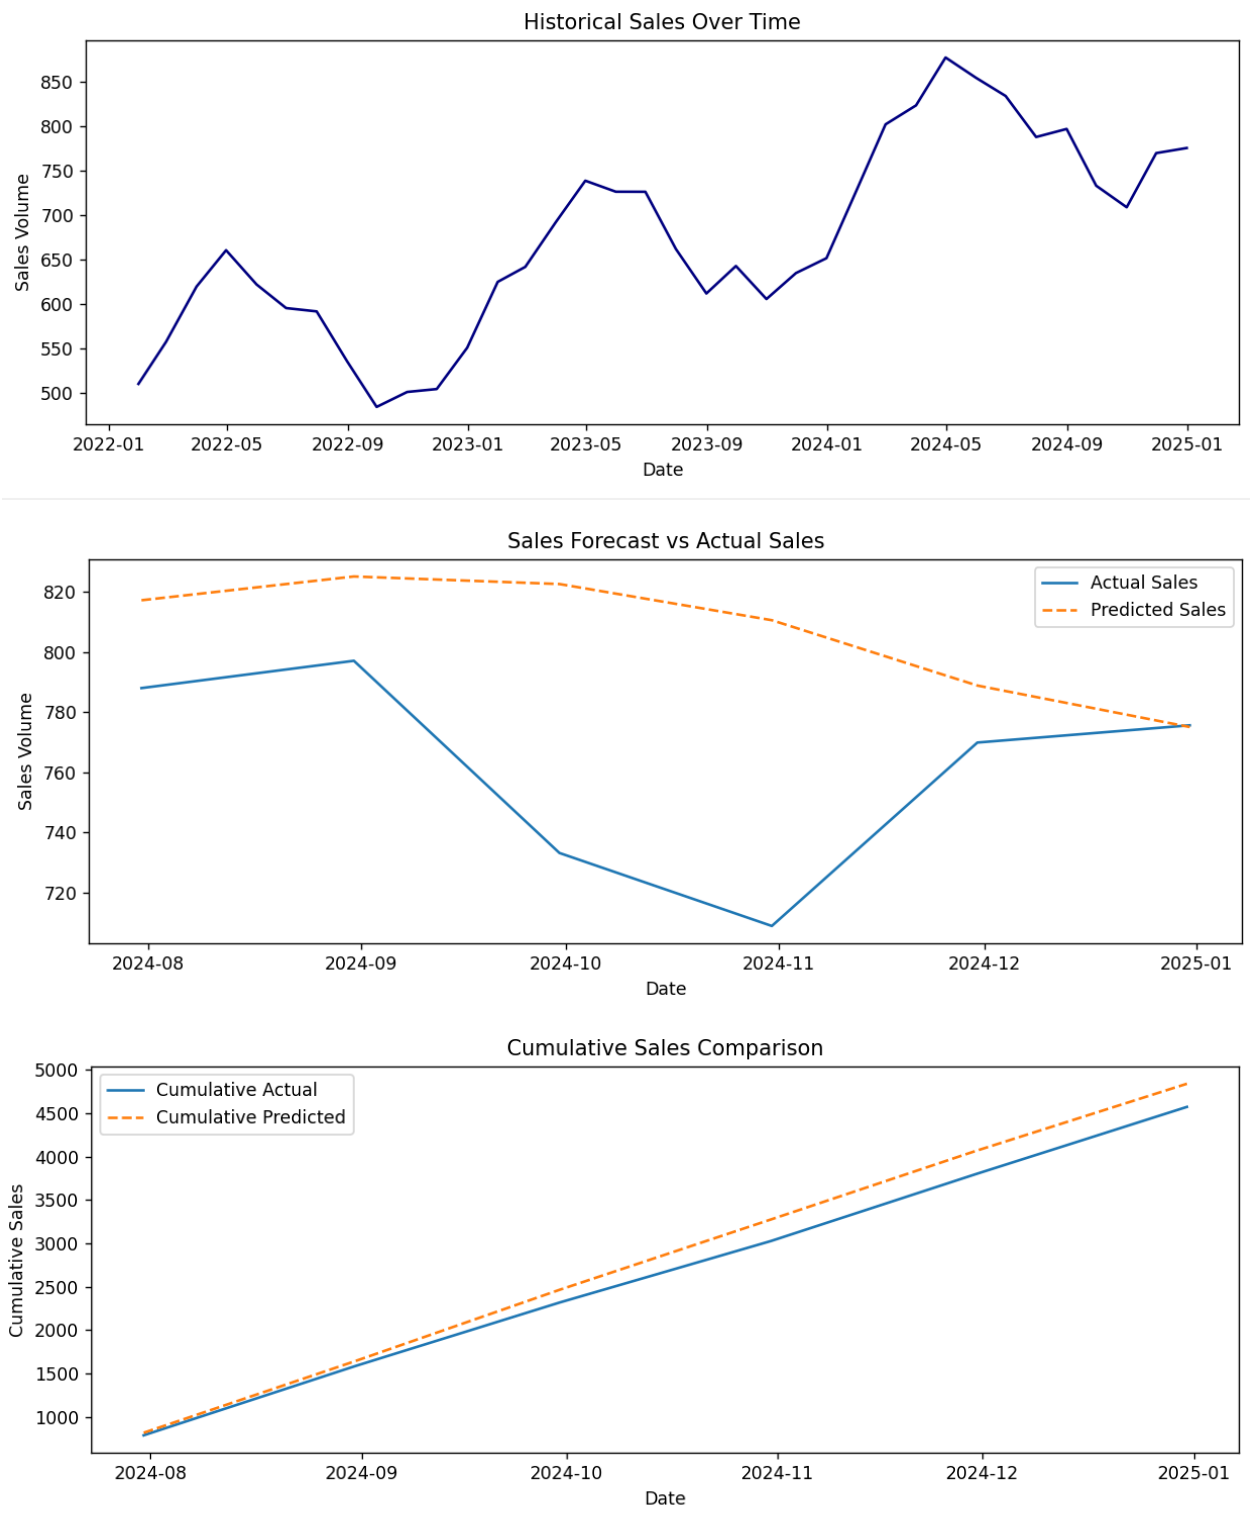 Historical Sales Over Time
850
800
750
700
650
600
550
500
Sales Volume
2022-01 2022-05 2022-09 2023-01 2023-05 2023-09 2024-01 2024-05 2024-09 2025-01
Date
Sales Forecast vs Actual Sales
Actual Sales
Predicted Sales
820
800
780
760
740
720
Sales Volume
2024-08 2024-09 2024-10 2024-11 2024-12 2025-01
Date
Cumulative Sales Comparison
Cumulative Actual
Cumulative Predicted
5000
4500
4000
3500
3000
2500
2000
1500
1000
Cumulative Sales
2024-08 2024-09 2024-10 2024-11 2024-12 2025-01
Date